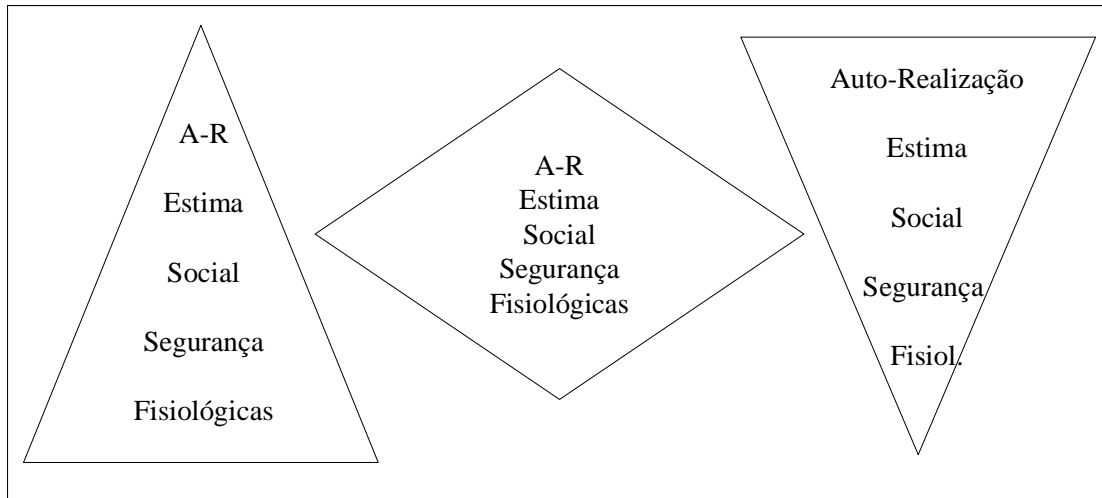 A-R
Estima
Social
Segurança
Fisiológicas
A-R
Estima
Social
Segurança
Fisiológicas
Auto-Realização
Estima
Social
Segurança
Fisiol.